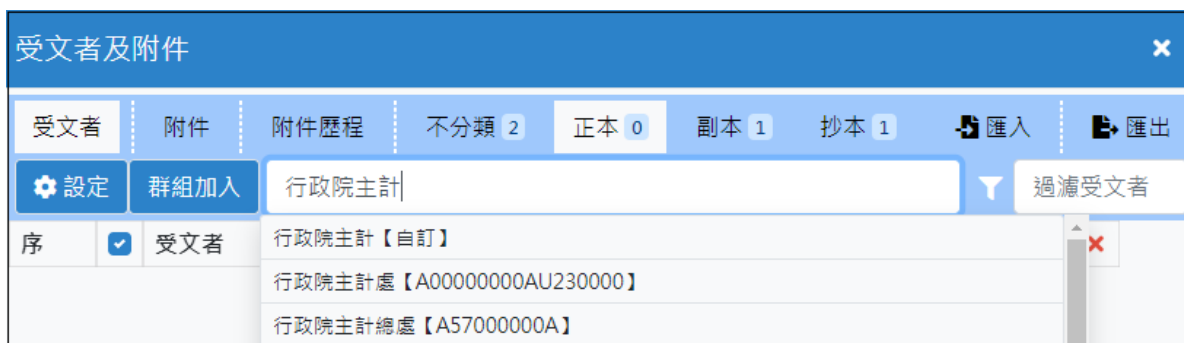 受文者及附件
受文者 附件 附件歷程 不分類 2 正本 0 副本 1 抄本 1 匯入 匯出
設定 群組加入 行政院主計 過濾受文者
序 受文者
行政院主計【自訂】
行政院主計處【A00000000AU230000】
行政院主計總處【A57000000A】